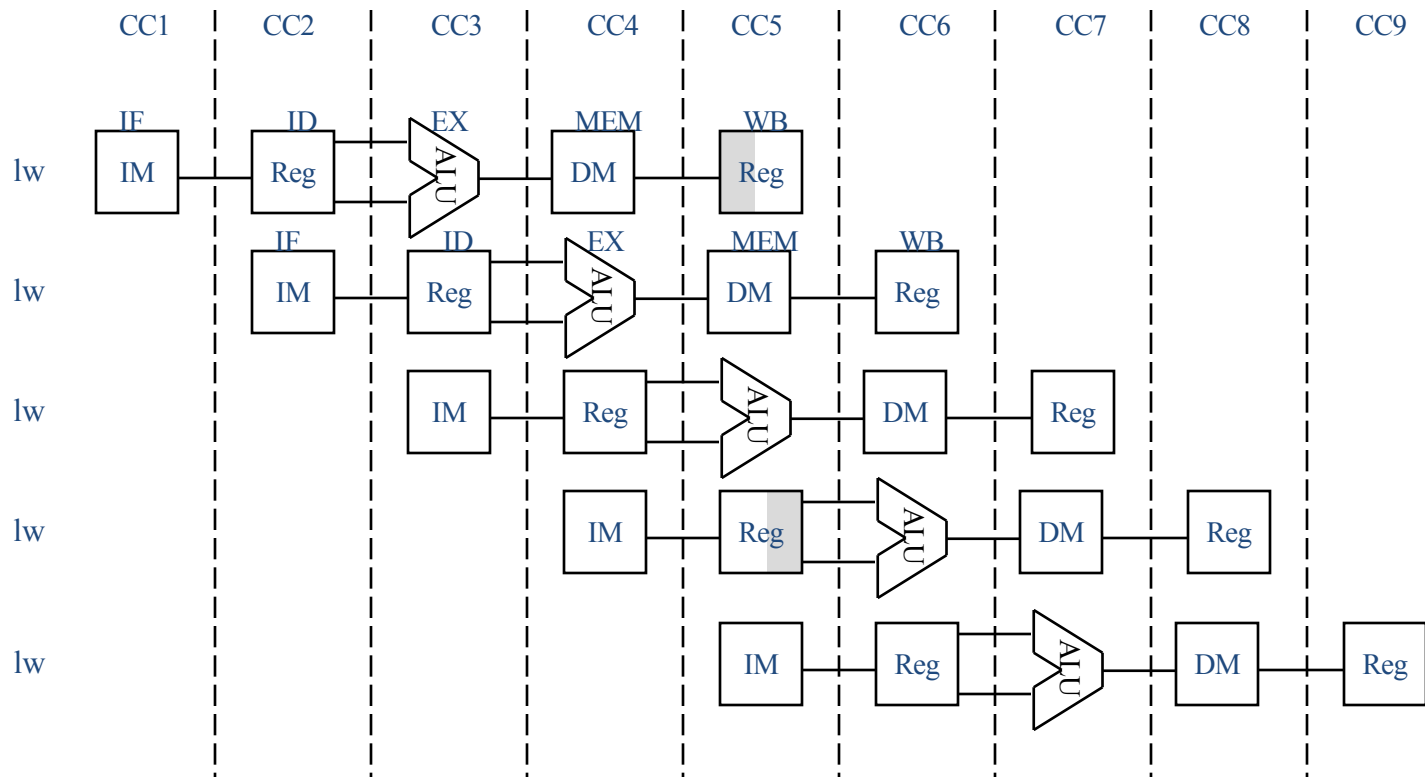 CC1 CC2 CC3 CC4 CC5 CC6 CC7 CC8 CC9
IF ID EX MEM WB
lw IM Reg ALU DM Reg
IF ID EX MEM WB
lw IM Reg ALU DM Reg
lw IM Reg ALU DM Reg
lw IM Reg ALU DM Reg
lw IM Reg ALU DM Reg